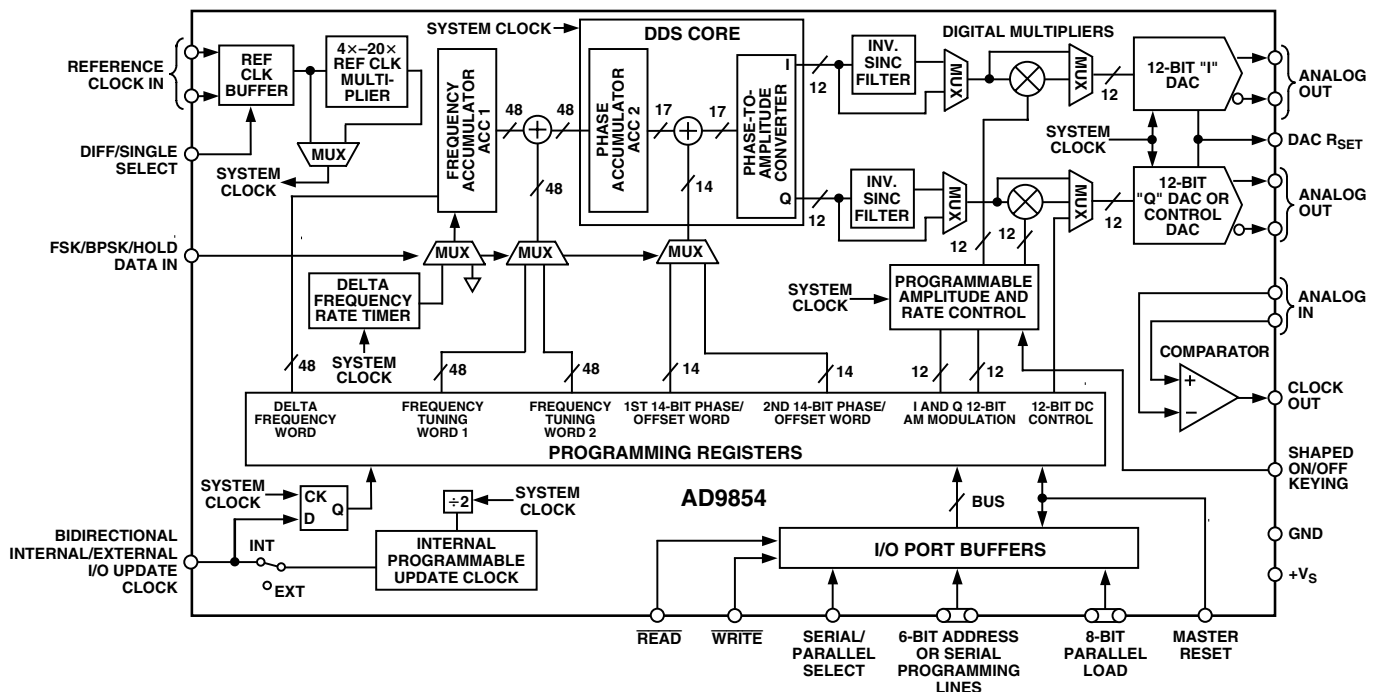 SYSTEM CLOCK
DDS CORE
DIGITAL MULTIPLIERS
REFERENCE
CLOCK IN
REF
CLK
BUFFER
4×–20×
REF CLK
MULTI-
PLIER
MUX
SYSTEM
CLOCK
DIFF/SINGLE
SELECT
FREQUENCY
ACCUMULATOR
ACC 1
48
48
48
PHASE
ACCUMULATOR
ACC 2
17
17
14
PHASE-TO-
AMPLITUDE
CONVERTER
I
Q
12
INV.
SINC
FILTER
MUX
MUX
12
12-BIT "I"
DAC
ANALOG
OUT
SYSTEM
CLOCK
DAC RSET
12
INV.
SINC
FILTER
MUX
MUX
12
12-BIT
"Q" DAC OR
CONTROL
DAC
ANALOG
OUT
FSK/BPSK/HOLD
DATA IN
MUX
MUX
MUX
DELTA
FREQUENCY
RATE TIMER
SYSTEM
CLOCK
12
12
SYSTEM
CLOCK
PROGRAMMABLE
AMPLITUDE AND
RATE CONTROL
ANALOG
IN
COMPARATOR
+
−
CLOCK
OUT
48
48
48
14
14
12
12
DELTA
FREQUENCY
WORD
FREQUENCY
TUNING
WORD 1
FREQUENCY
TUNING
WORD 2
1ST 14-BIT PHASE/
OFFSET WORD
2ND 14-BIT PHASE/
OFFSET WORD
I AND Q 12-BIT
AM MODULATION
12-BIT DC
CONTROL
PROGRAMMING REGISTERS
SHAPED
ON/OFF
KEYING
SYSTEM
CLOCK
CK
D
Q
÷2
SYSTEM
CLOCK
AD9854
BUS
BIDIRECTIONAL
INTERNAL/EXTERNAL
I/O UPDATE
CLOCK
INT
EXT
INTERNAL
PROGRAMMABLE
UPDATE CLOCK
I/O PORT BUFFERS
GND
+VS
READ
WRITE
SERIAL/
PARALLEL
SELECT
6-BIT ADDRESS
OR SERIAL
PROGRAMMING
LINES
8-BIT
PARALLEL
LOAD
MASTER
RESET